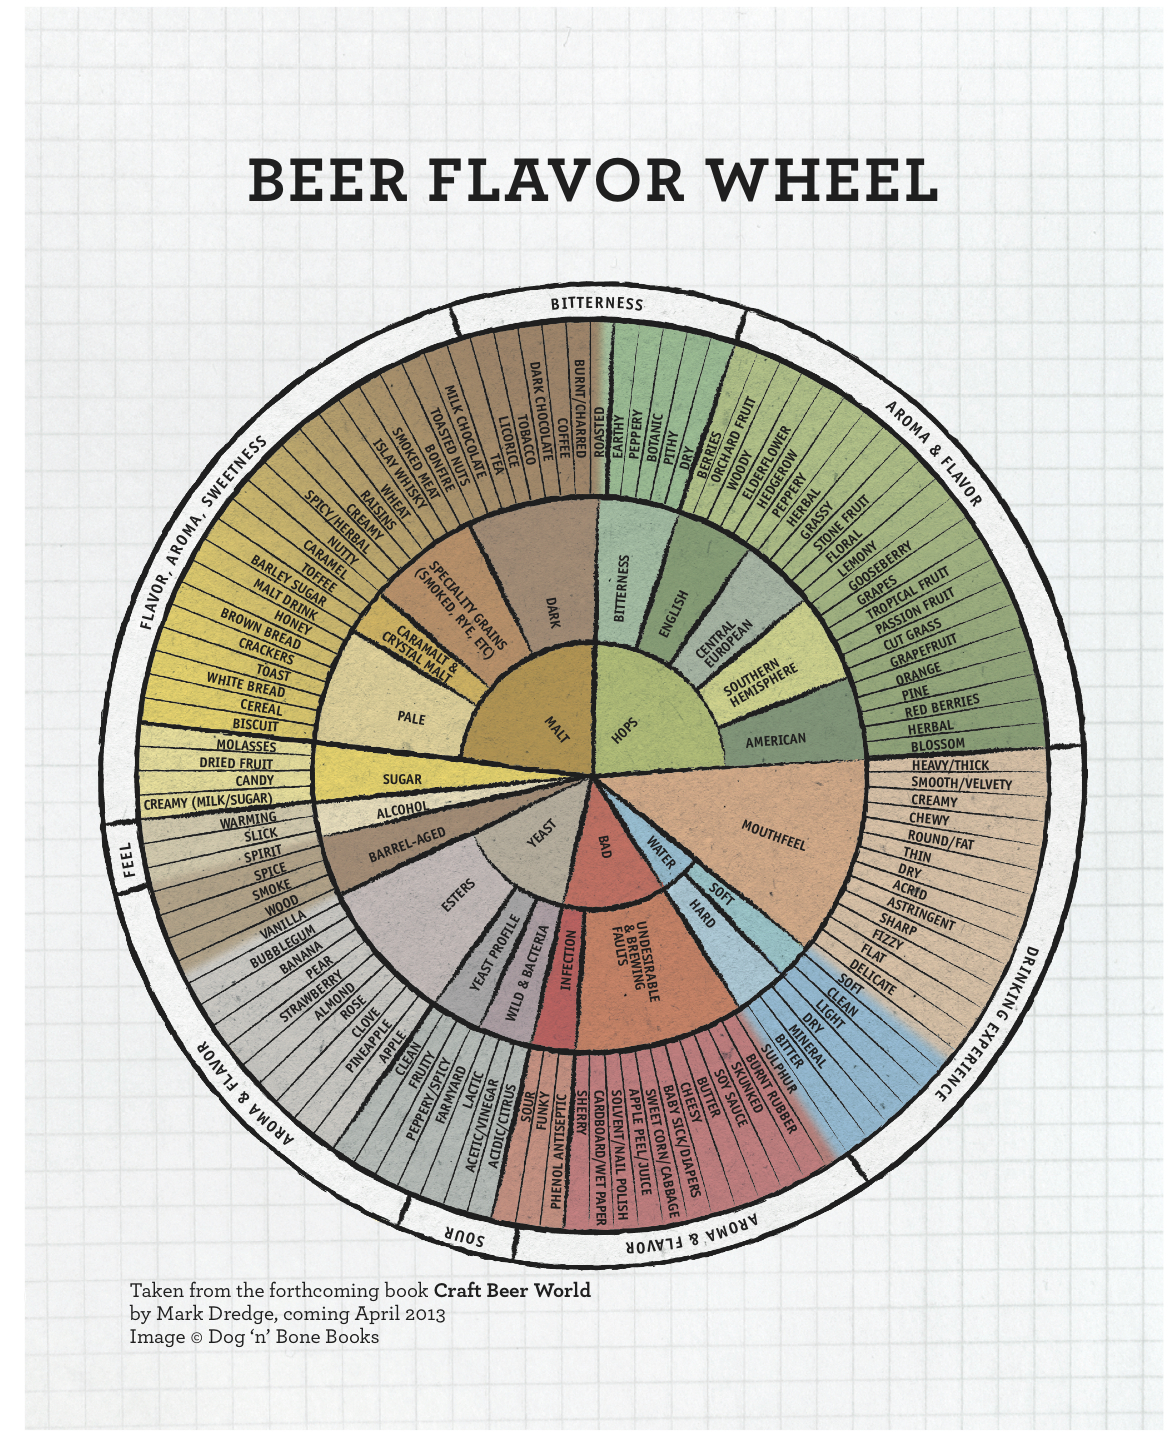 BEER FLAVOR WHEEL
BITTERNESS
AROMA & FLAVOR
DRINKING EXPERIENCE
AROMA & FLAVOR
SOUR
AROMA & FLAVOR
FEEL
FLAVOR, AROMA, SWEETNESS
ROASTED
EARTHY
PEPPERY
BOTANIC
PITHY
DRY
BERRIES
ORCHARD FRUIT
WOODY
ELDERFLOWER
HEDGEROW
PEPPERY
HERBAL
GRASSY
STONE FRUIT
FLORAL
LEMONY
GOOSEBERRY
GRAPES
TROPICAL FRUIT
PASSION FRUIT
CUT GRASS
GRAPEFRUIT
ORANGE
PINE
RED BERRIES
HERBAL
BLOSSOM
HEAVY/THICK
SMOOTH/VELVETY
CREAMY
CHEWY
ROUND/FAT
THIN
DRY
ACRID
ASTRINGENT
SHARP
FIZZY
FLAT
DELICATE
SOFT
CLEAN
LIGHT
DRY
MINERAL
BITTER
SULPHUR
BURNT RUBBER
SKUNKED
SOY SAUCE
BUTTER
CHEESY
BABY SICK/DIAPERS
SWEET CORN/CABBAGE
APPLE PEEL/JUICE
SOLVENT/NAIL POLISH
CARDBOARD/WET PAPER
SHERRY
PHENOL ANTISEPTIC
FUNKY
SOUR
ACIDIC/CITRUS
ACETIC/VINEGAR
LACTIC
FARMYARD
PEPPERY/SPICY
FRUITY
CLEAN
APPLE
PINEAPPLE
CLOVE
ROSE
ALMOND
STRAWBERRY
PEAR
BANANA
BUBBLEGUM
VANILLA
WOOD
SMOKE
SPICE
SPIRIT
SLICK
WARMING
CREAMY (MILK/SUGAR)
CANDY
DRIED FRUIT
MOLASSES
BISCUIT
CEREAL
WHITE BREAD
TOAST
CRACKERS
BROWN BREAD
HONEY
MALT DRINK
BARLEY SUGAR
TOFFEE
CARAMEL
NUTTY
SPICY/HERBAL
CREAMY
RAISINS
WHEAT
ISLAY WHISKY
SMOKED MEAT
BONFIRE
TOASTED NUTS
MILK CHOCOLATE
TEA
LICORICE
TOBACCO
DARK CHOCOLATE
COFFEE
BURNT/CHARRED
BITTERNESS
ENGLISH
CENTRAL
EUROPEAN
SOUTHERN
HEMISPHERE
AMERICAN
MOUTHFEEL
SOFT
HARD
UNDESIRABLE
& BREWING
FAULTS
INFECTION
WILD & BACTERIA
YEAST PROFILE
ESTERS
BARREL-AGED
ALCOHOL
SUGAR
PALE
CARAMALT &
CRYSTAL MALT
SPECIALITY GRAINS
(SMOKED, RYE, ETC)
DARK
HOPS
WATER
BAD
YEAST
MALT
Taken from the forthcoming book Craft Beer World
by Mark Dredge, coming April 2013
Image © Dog ‘n’ Bone Books